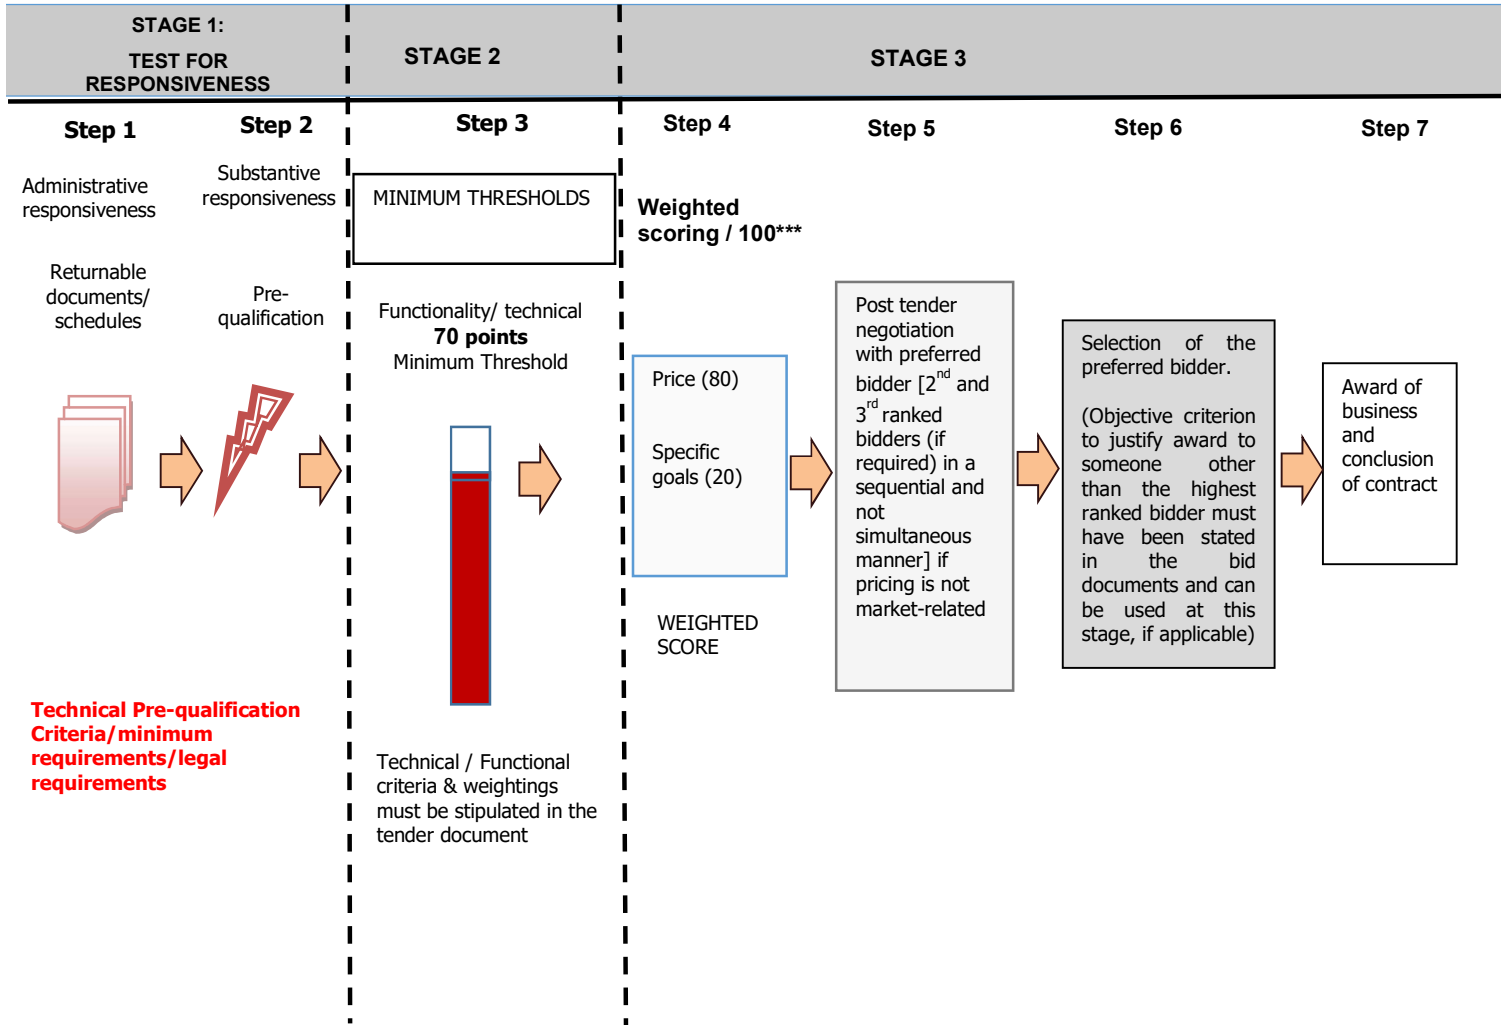 STAGE 1:
TEST FOR
RESPONSIVENESS
STAGE 2
STAGE 3
Step 1
Step 2
Step 3
Step 4
Step 5
Step 6
Step 7
Administrative
responsiveness
Returnable
documents/
schedules
Substantive
responsiveness
Pre-
qualification
Technical Pre-qualification
Criteria/minimum
requirements/legal
requirements
MINIMUM THRESHOLDS
Functionality/ technical
70 points
Minimum Threshold
Technical / Functional
criteria & weightings
must be stipulated in the
tender document
Weighted
scoring / 100***
Price (80)
Specific
goals (20)
WEIGHTED
SCORE
Post tender
negotiation
with preferred
bidder [2nd and
3rd ranked
bidders (if
required) in a
sequential and
not
simultaneous
manner] if
pricing is not
market-related
Selection of the
preferred bidder.
(Objective criterion
to justify award to
someone other
than the highest
ranked bidder must
have been stated
in the bid
documents and can
be used at this
stage, if applicable)
Award of
business
and
conclusion
of contract